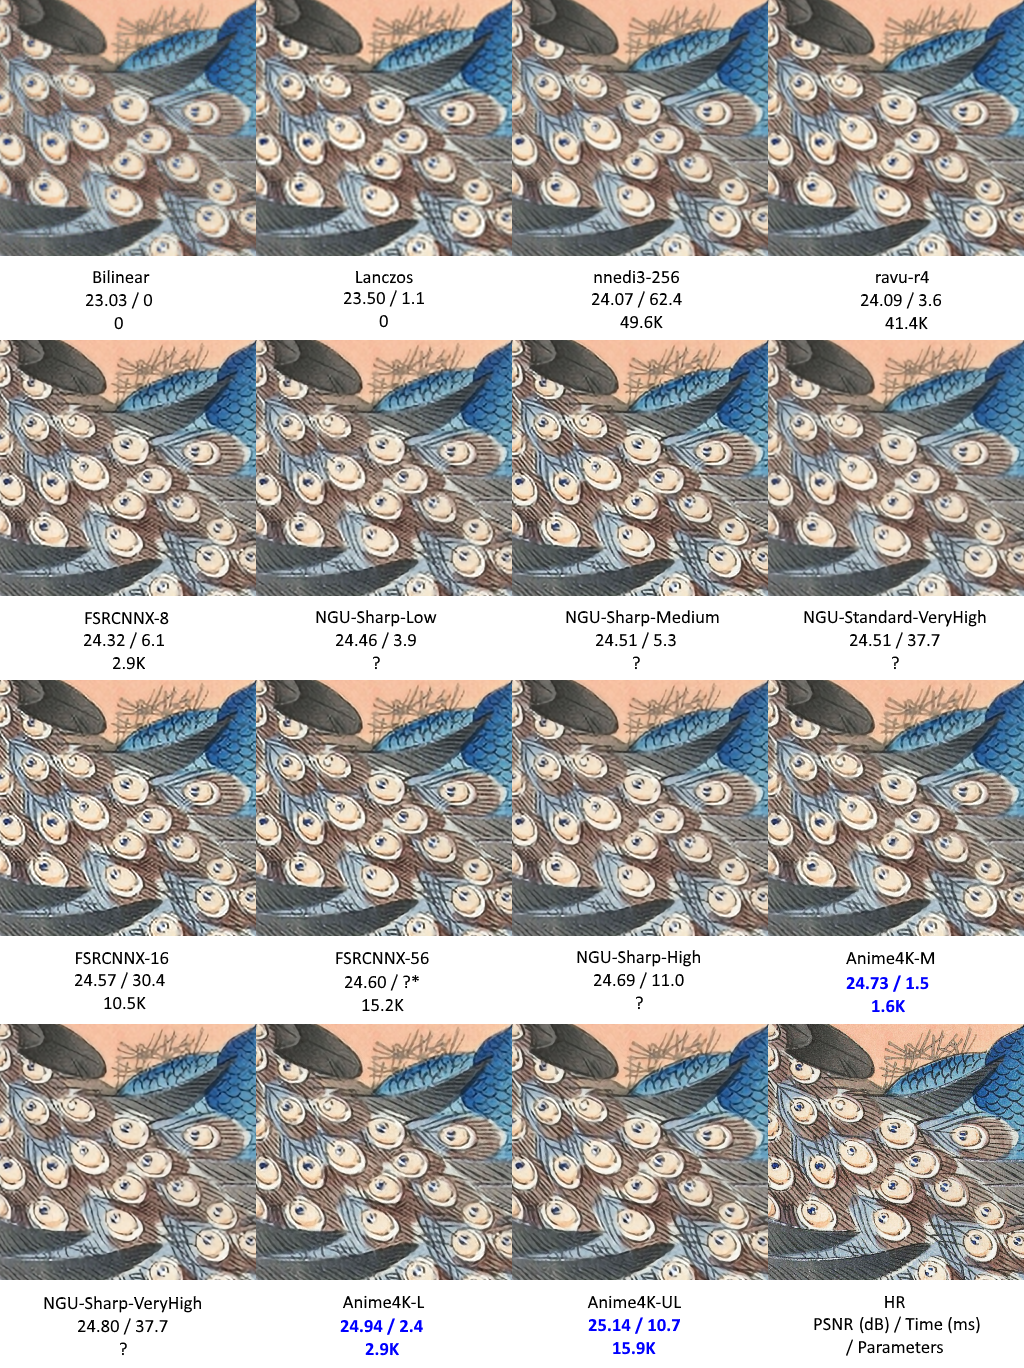 Bilinear
23.03 / 0
0
Lanczos
23.50 / 1.1
0
nnedi3-256
24.07 / 62.4
49.6K
ravu-r4
24.09 / 3.6
41.4K
FSRCNNX-8
24.32 / 6.1
2.9K
NGU-Sharp-Low
24.46 / 3.9
?
NGU-Sharp-Medium
24.51 / 5.3
?
NGU-Standard-VeryHigh
24.51 / 37.7
?
FSRCNNX-16
24.57 / 30.4
10.5K
FSRCNNX-56
24.60 / ?*
15.2K
NGU-Sharp-High
24.69 / 11.0
?
Anime4K-M
24.73 / 1.5
1.6K
NGU-Sharp-VeryHigh
24.80 / 37.7
?
Anime4K-L
24.94 / 2.4
2.9K
Anime4K-UL
25.14 / 10.7
15.9K
HR
PSNR (dB) / Time (ms)
/ Parameters